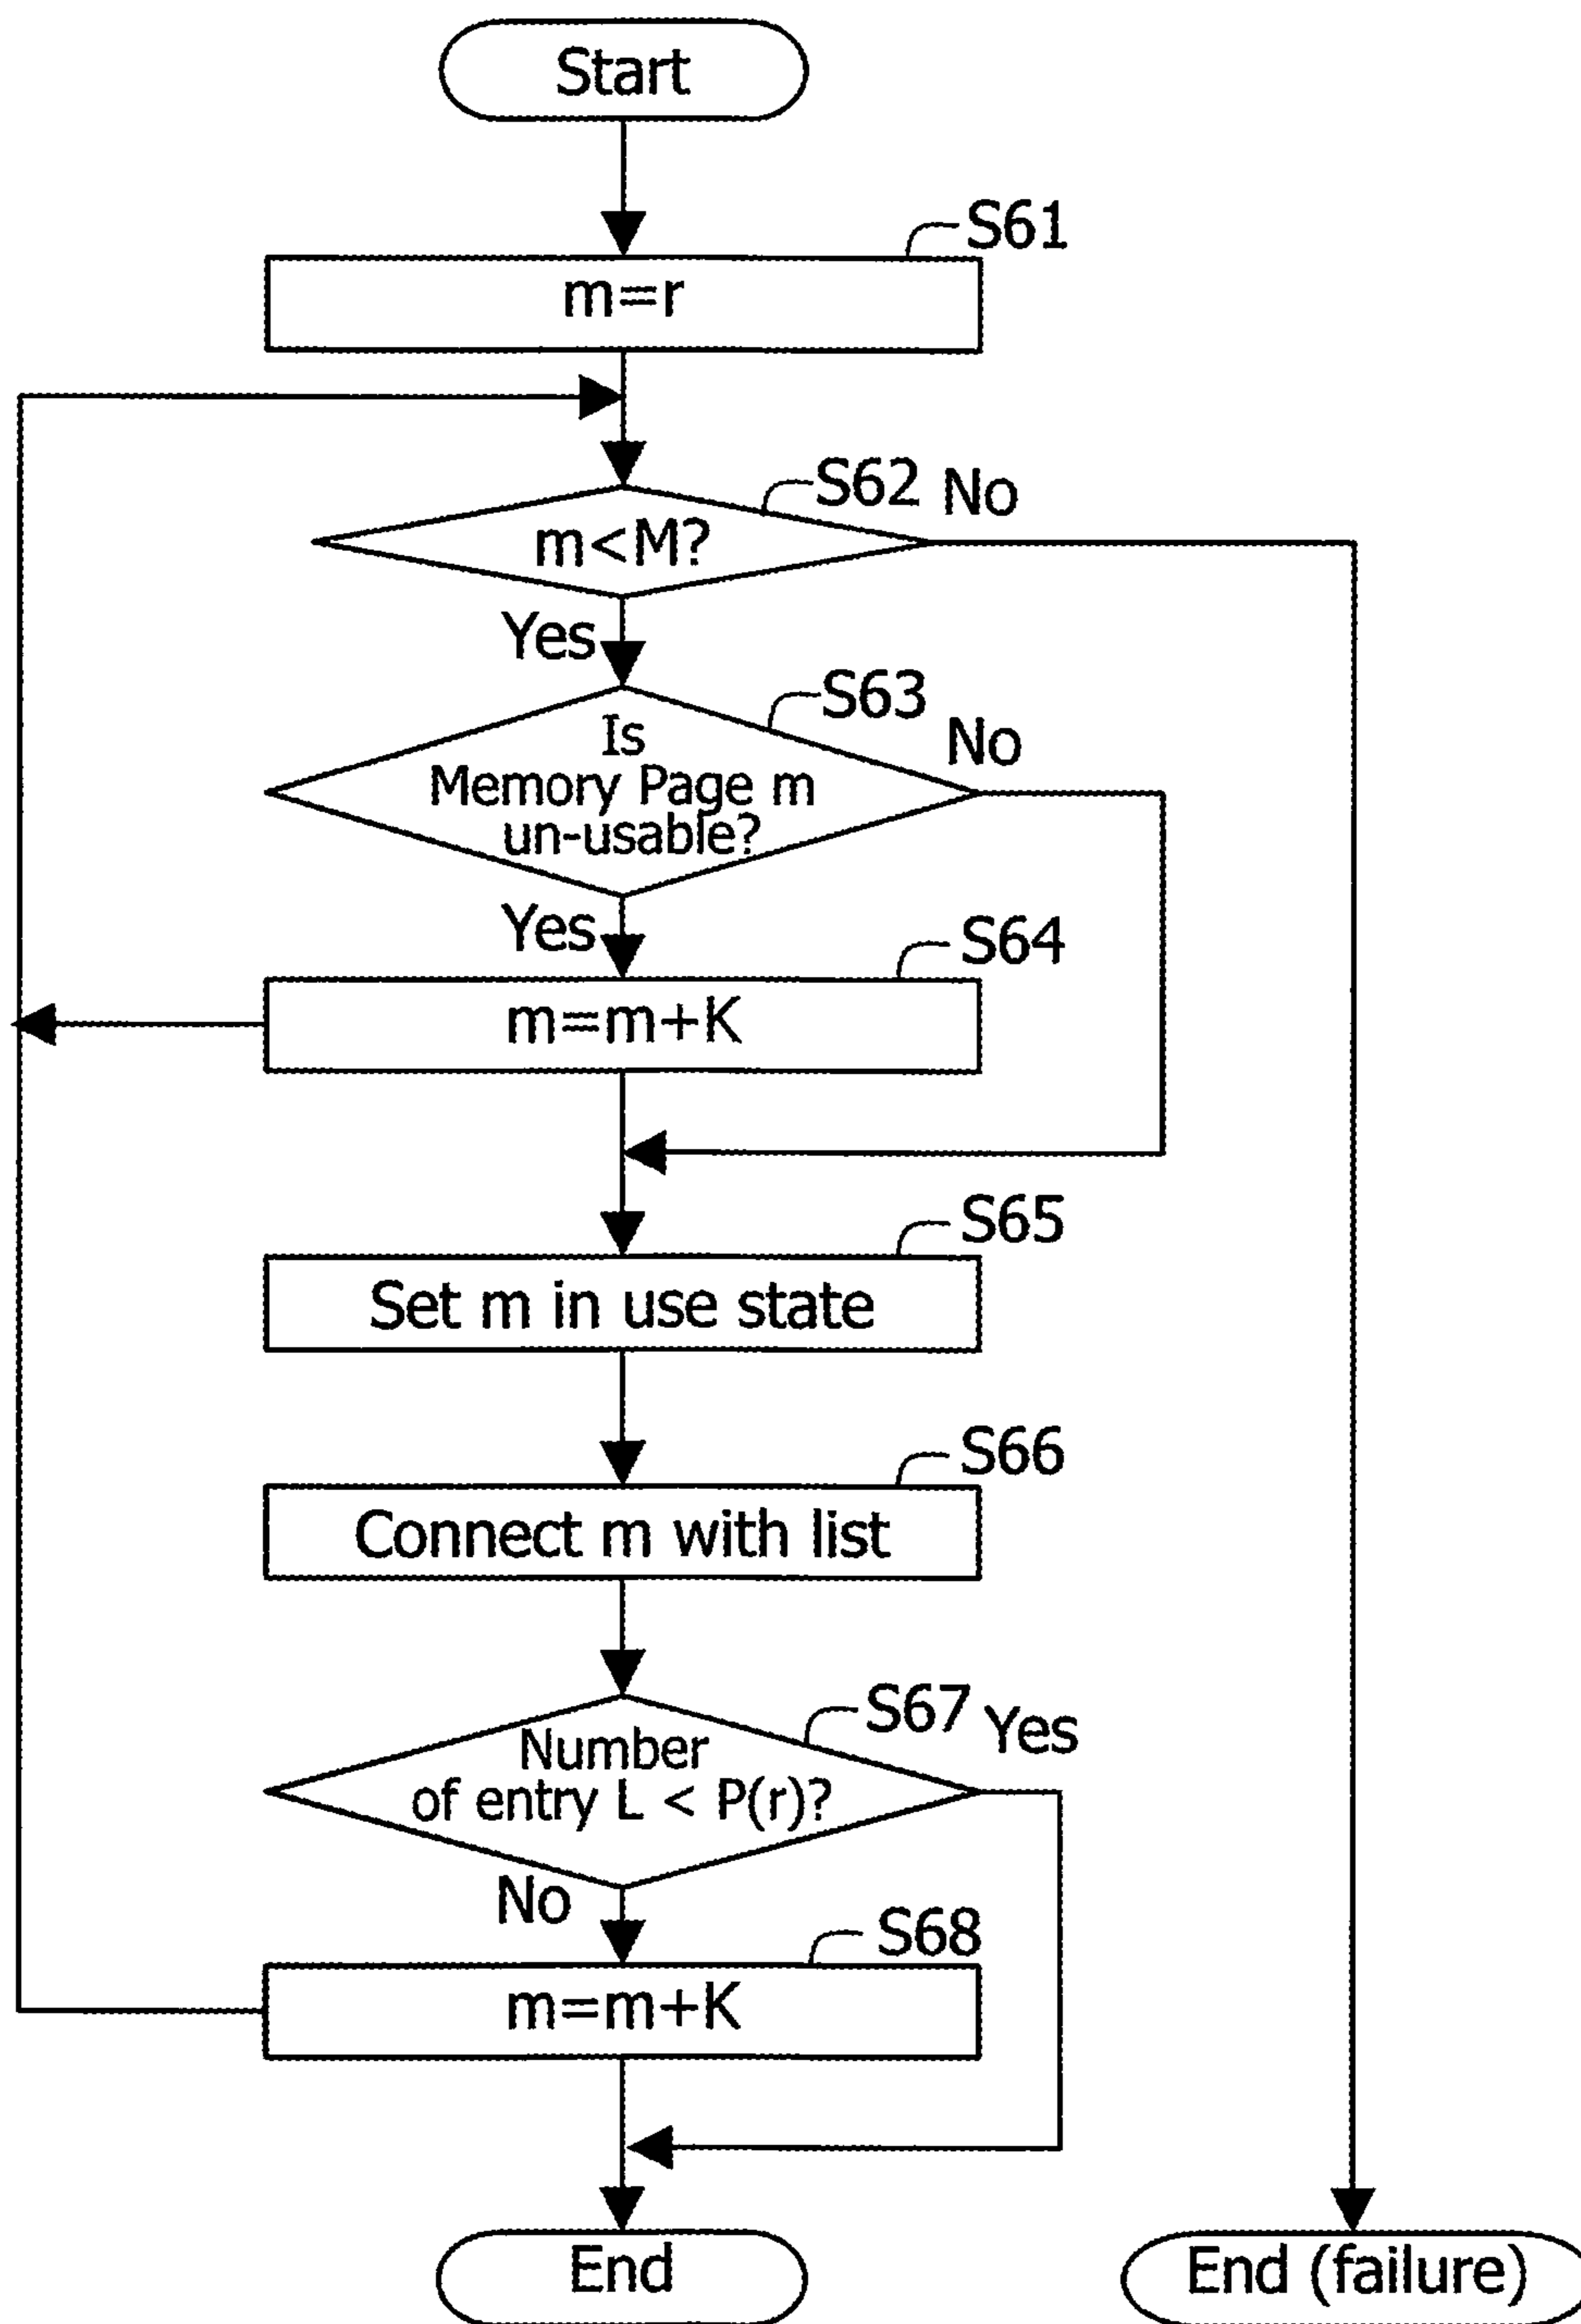 Start
S61
m=r
S62 No
m<M?
Yes
S63
No
Is
Memory Page m
un-usable?
Yes
S64
m=m+K
S65
Set m in use state
S66
Connect m with list
S67 Yes
Number
of entry L < P(r)?
No
S68
m=m+K
End
End (failure)